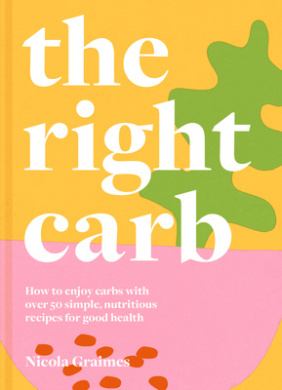 the
right
carb
How to enjoy carbs with
over 50 simple, nutritious
recipes for good health
Nicola Graimes